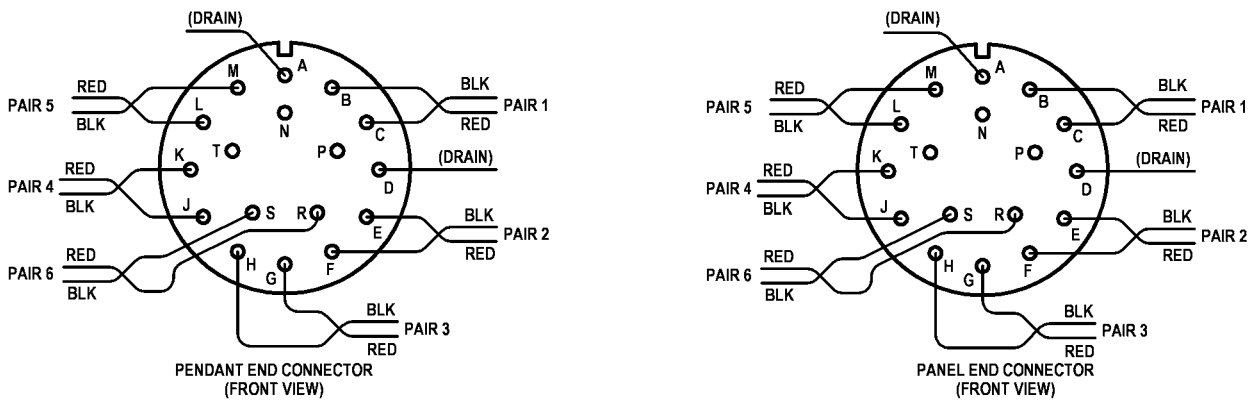 (DRAIN)
M
A
B
C
L
N
T
P
K
D
J
S
R
E
H
G
F
RED
PAIR 5
BLK
BLK
PAIR 1
RED
(DRAIN)
RED
PAIR 4
BLK
BLK
PAIR 2
RED
RED
PAIR 6
BLK
BLK
PAIR 3
RED
PENDANT END CONNECTOR
(FRONT VIEW)
(DRAIN)
M
A
B
C
L
N
T
P
K
D
J
S
R
E
H
G
F
RED
PAIR 5
BLK
BLK
PAIR 1
RED
(DRAIN)
RED
PAIR 4
BLK
BLK
PAIR 2
RED
RED
PAIR 6
BLK
BLK
PAIR 3
RED
PANEL END CONNECTOR
(FRONT VIEW)